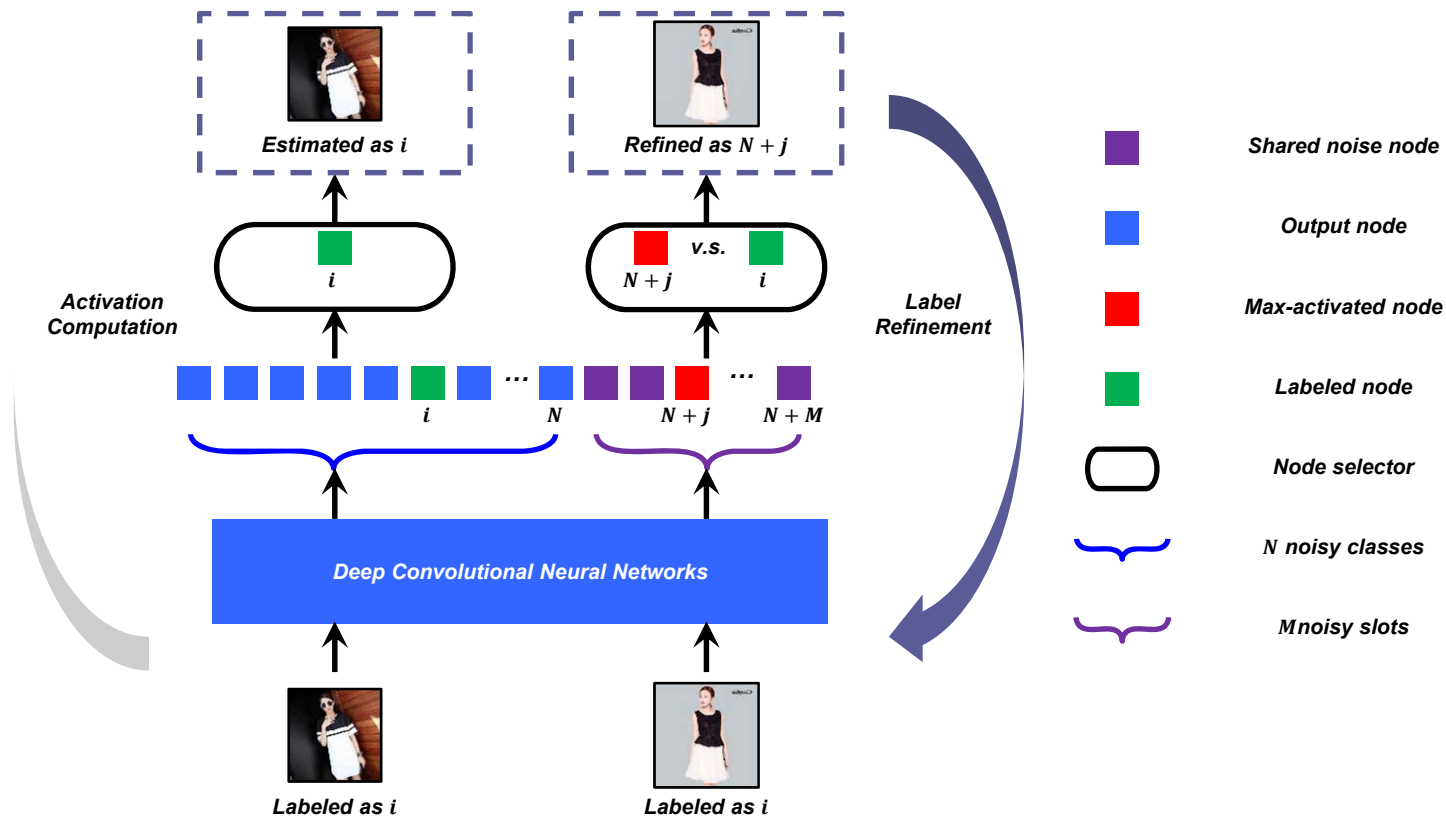 Estimated as i
Refined as N + j
Shared noise node
Output node
i
v.s.
N + j
i
Activation
Computation
Label
Refinement
Max-activated node
...
...
Labeled node
i
N
N + j
N + M
Node selector
N noisy classes
Deep Convolutional Neural Networks
Mnoisy slots
Labeled as i
Labeled as i